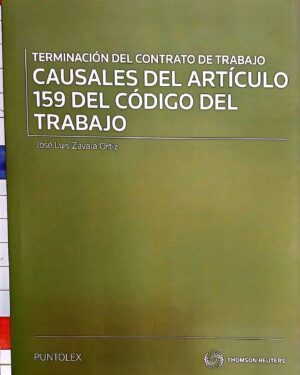 TERMINACIÓN DEL CONTRATO DE TRABAJO
CAUSALES DEL ARTÍCULO
159 DEL CÓDIGO DEL
TRABAJO
José Luis Zavala Ortiz
PUNTOLEX
THOMSON REUTERS